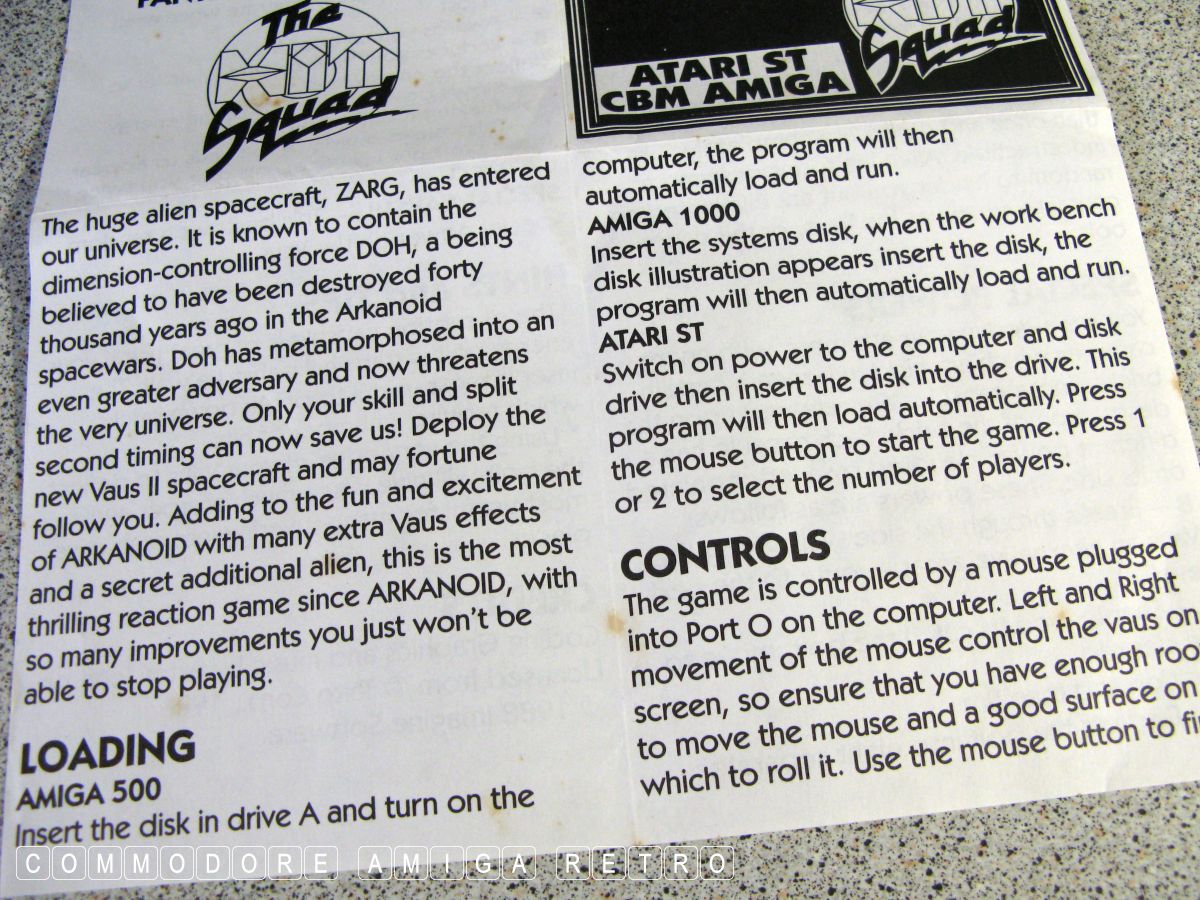 The
Hit
Squad
The huge alien spacecraft, ZARG, has entered
our universe. It is known to contain the
dimension-controlling force DOH, a being
believed to have been destroyed forty
thousand years ago in the Arkanoid
spacewars. Doh has metamorphosed into an
even greater adversary and now threatens
the very universe. Only your skill and split
second timing can now save us! Deploy the
new Vaus II spacecraft and may fortune
follow you. Adding to the fun and excitement
of ARKANOID with many extra Vaus effects
and a secret additional alien, this is the most
thrilling reaction game since ARKANOID, with
so many improvements you just won't be
able to stop playing.
LOADING
AMIGA 500
Insert the disk in drive A and turn on the
Squad
ATARI ST
CBM AMIGA
computer, the program will then
automatically load and run.
AMIGA 1000
Insert the systems disk, when the work bench
disk illustration appears insert the disk, the
program will then automatically load and run.
ATARI ST
Switch on power to the computer and disk
drive then insert the disk into the drive. This
program will then load automatically. Press
the mouse button to start the game. Press 1
or 2 to select the number of players.
CONTROLS
The game is controlled by a mouse plugged
into Port O on the computer. Left and Right
movement of the mouse control the vaus on
screen, so ensure that you have enough roo
to move the mouse and a good surface on
which to roll it. Use the mouse button to fi
COMMODORE AMIGA RETRO